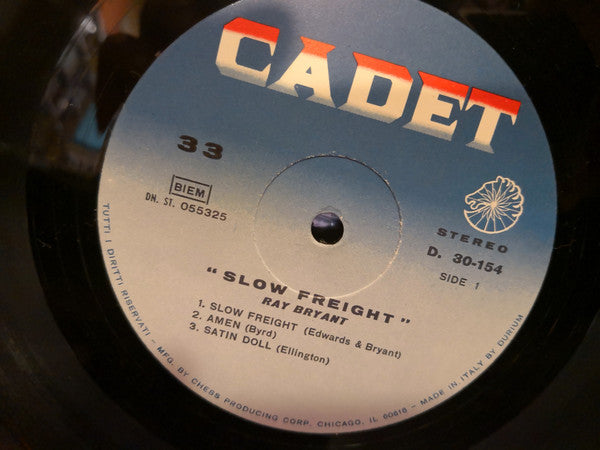 CADET
33
BIEM
DN. ST. 055325
STEREO
D. 30-154
SIDE 1
"SLOW FREIGHT"
RAY BRYANT
1. SLOW FREIGHT (Edwards & Bryant)
2. AMEN (Byrd)
3. SATIN DOLL (Ellington)
TUTTI I DIRITTI RISERVATI - MFG. BY CHESS PRODUCING CORP. CHICAGO, IL 60616 - MADE IN ITALY BY DURIUM